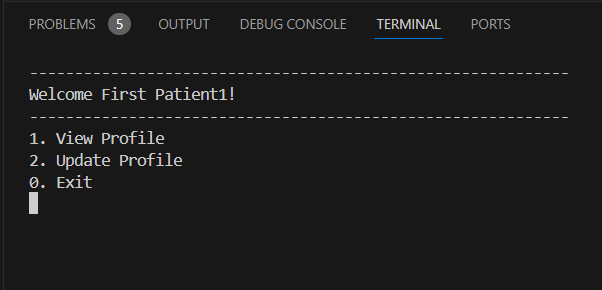 PROBLEMS 5 OUTPUT DEBUG CONSOLE TERMINAL PORTS
------------------------------------------------------------
Welcome First Patient1!
------------------------------------------------------------
1. View Profile
2. Update Profile
0. Exit